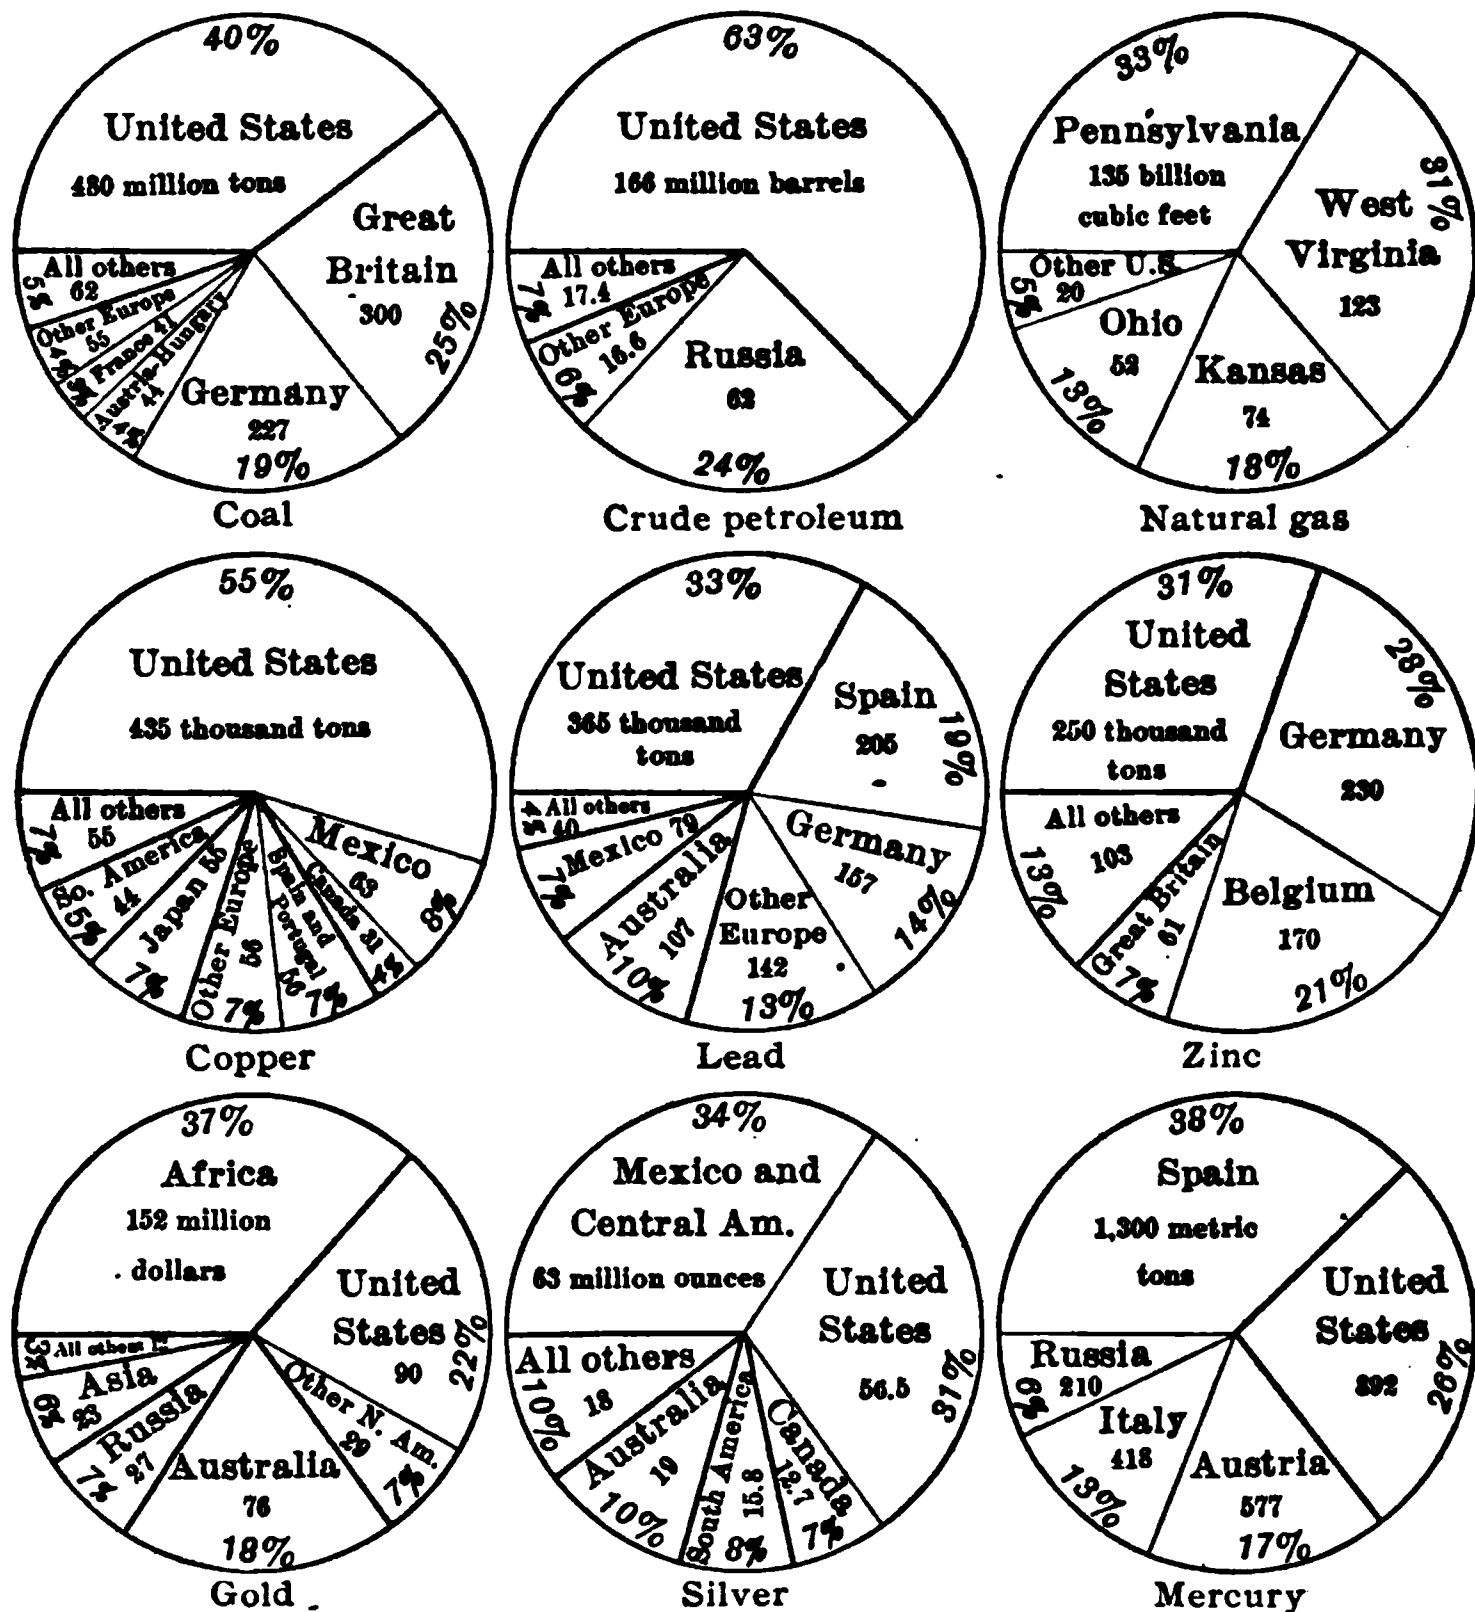 40%
United States
480 million tons
Great
Britain
300
25%
All others
62
5%
Other Europe
55
4%
France 41
Austria-Hungary
44
4%
Germany
227
19%
Coal
63%
United States
166 million barrels
All others
17.4
7%
Other Europe
16.6
6%
Russia
62
24%
Crude petroleum
33%
Pennsylvania
135 billion
cubic feet
31%
West
Virginia
123
Other U.S.
20
5%
Ohio
52
13%
Kansas
74
18%
Natural gas
55%
United States
435 thousand tons
All others
55
7%
So. America
44
5%
Japan 55
7%
Other Europe
56
7%
Spain and
Portugal
56
7%
Canada 31
4%
Mexico
63
8%
Copper
33%
United States
365 thousand
tons
Spain
205
19%
All others
40
4%
Mexico 79
7%
Australia
107
10%
Other
Europe
142
13%
Germany
157
14%
Lead
31%
United
States
250 thousand
tons
28%
Germany
230
All others
103
13%
Great Britain
61
7%
Belgium
170
21%
Zinc
37%
Africa
152 million
dollars
United
States
90
22%
All others
3%
Asia
23
6%
Russia
27
7%
Australia
76
18%
Other N. Am.
29
7%
Gold
34%
Mexico and
Central Am.
63 million ounces
United
States
56.5
31%
All others
18
10%
Australia
19
10%
South America
15.8
8%
Canada
12.7
7%
Silver
38%
Spain
1,300 metric
tons
United
States
892
26%
Russia
210
6%
Italy
418
13%
Austria
577
17%
Mercury